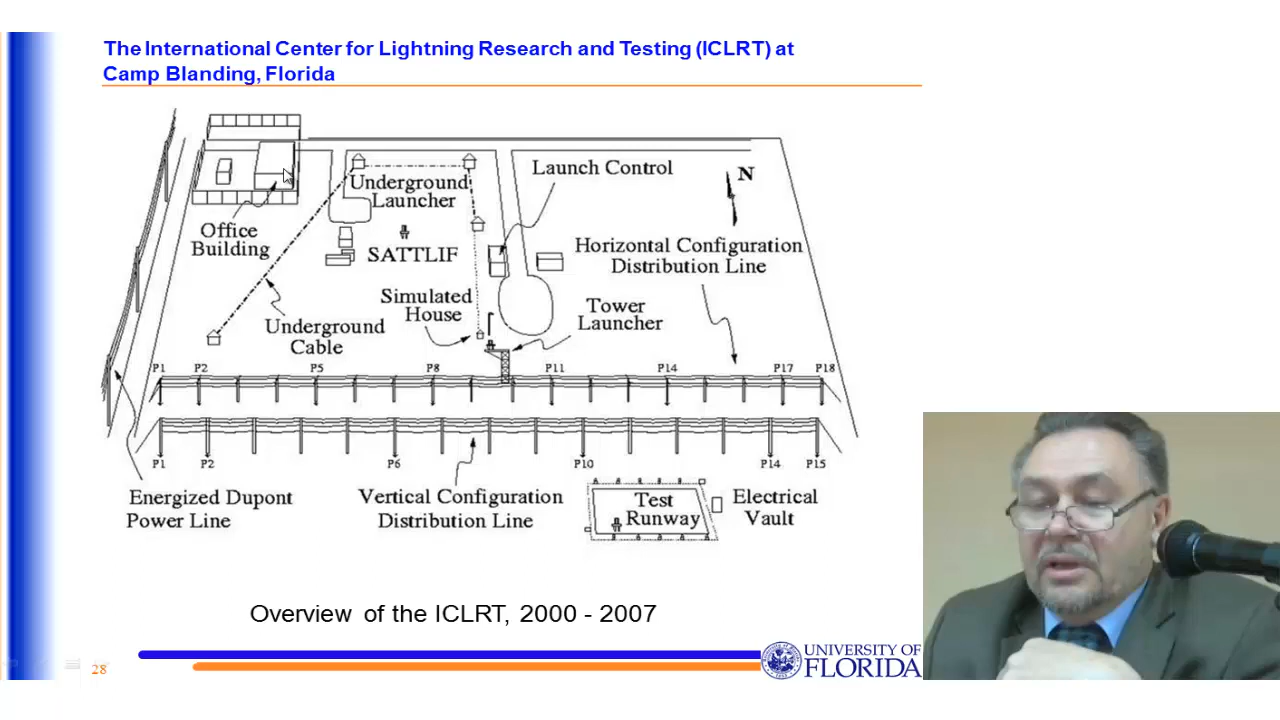 The International Center for Lightning Research and Testing (ICLRT) at
Camp Blanding, Florida
Launch Control
N
Underground
Launcher
Office
Building
SATTLIF
Horizontal Configuration
Distribution Line
Simulated
House
Tower
Launcher
Underground
Cable
P1 P2 P5 P8 P11 P14 P17 P18
P1 P2 P6 P10 P14 P15
Energized Dupont
Power Line
Vertical Configuration
Distribution Line
Test
Runway
Electrical
Vault
Overview of the ICLRT, 2000 - 2007
28
UNIVERSITY OF
FLORIDA